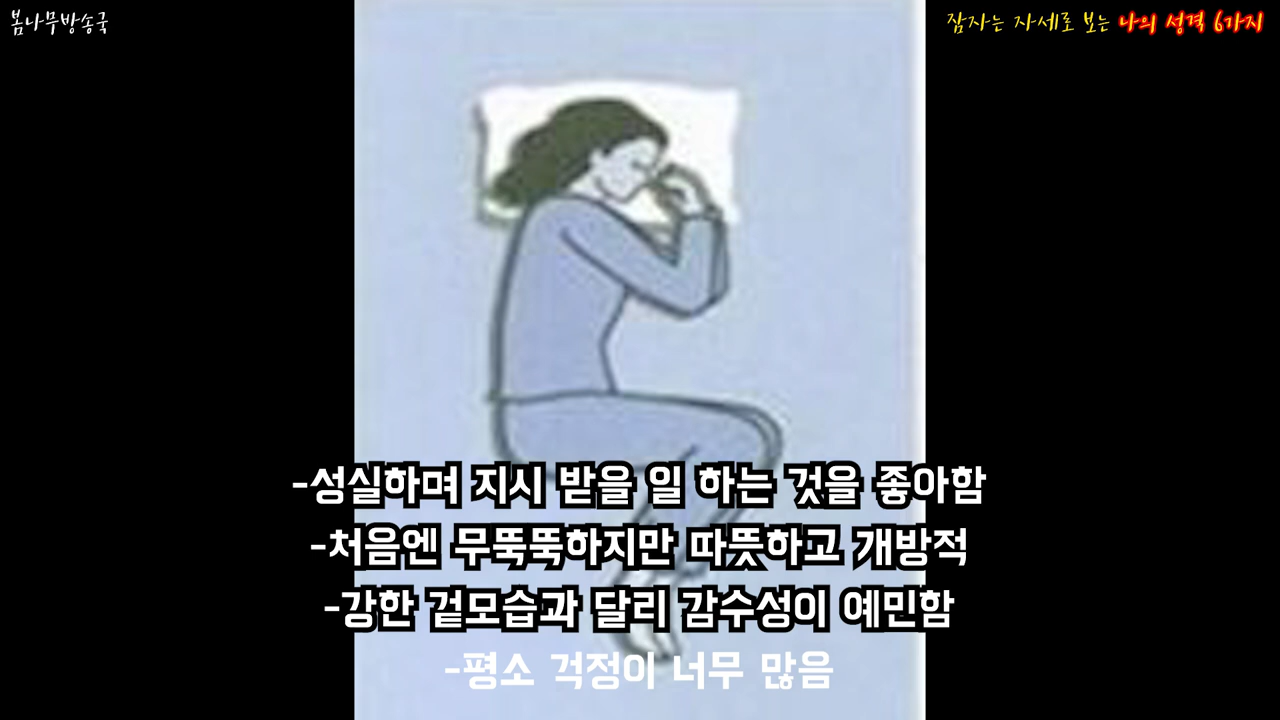 봄나무방송국
잠자는 자세로 보는 나의 성격 6가지
-성실하며 지시 받을 일 하는 것을 좋아함
-처음엔 무뚝뚝하지만 따뜻하고 개방적
-강한 겉모습과 달리 감수성이 예민함
-평소 걱정이 너무 많음